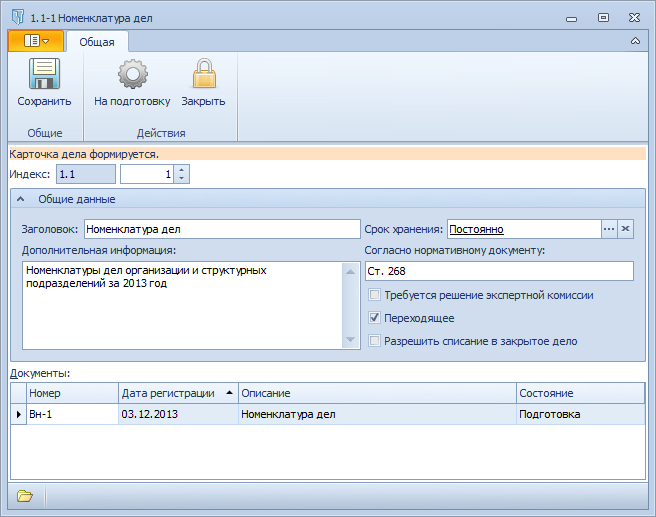 1.1-1 Номенклатура дел
Общая
Сохранить
На подготовку
Закрыть
Общие
Действия
Карточка дела формируется.
Индекс: 1.1 1
Общие данные
Заголовок: Номенклатура дел
Срок хранения: Постоянно
Дополнительная информация:
Номенклатуры дел организации и структурных
подразделений за 2013 год
Согласно нормативному документу:
Ст. 268
Требуется решение экспертной комиссии
Переходящее
Разрешить списание в закрытое дело
Документы:
Номер Дата регистрации Описание Состояние
Вн-1 03.12.2013 Номенклатура дел Подготовка